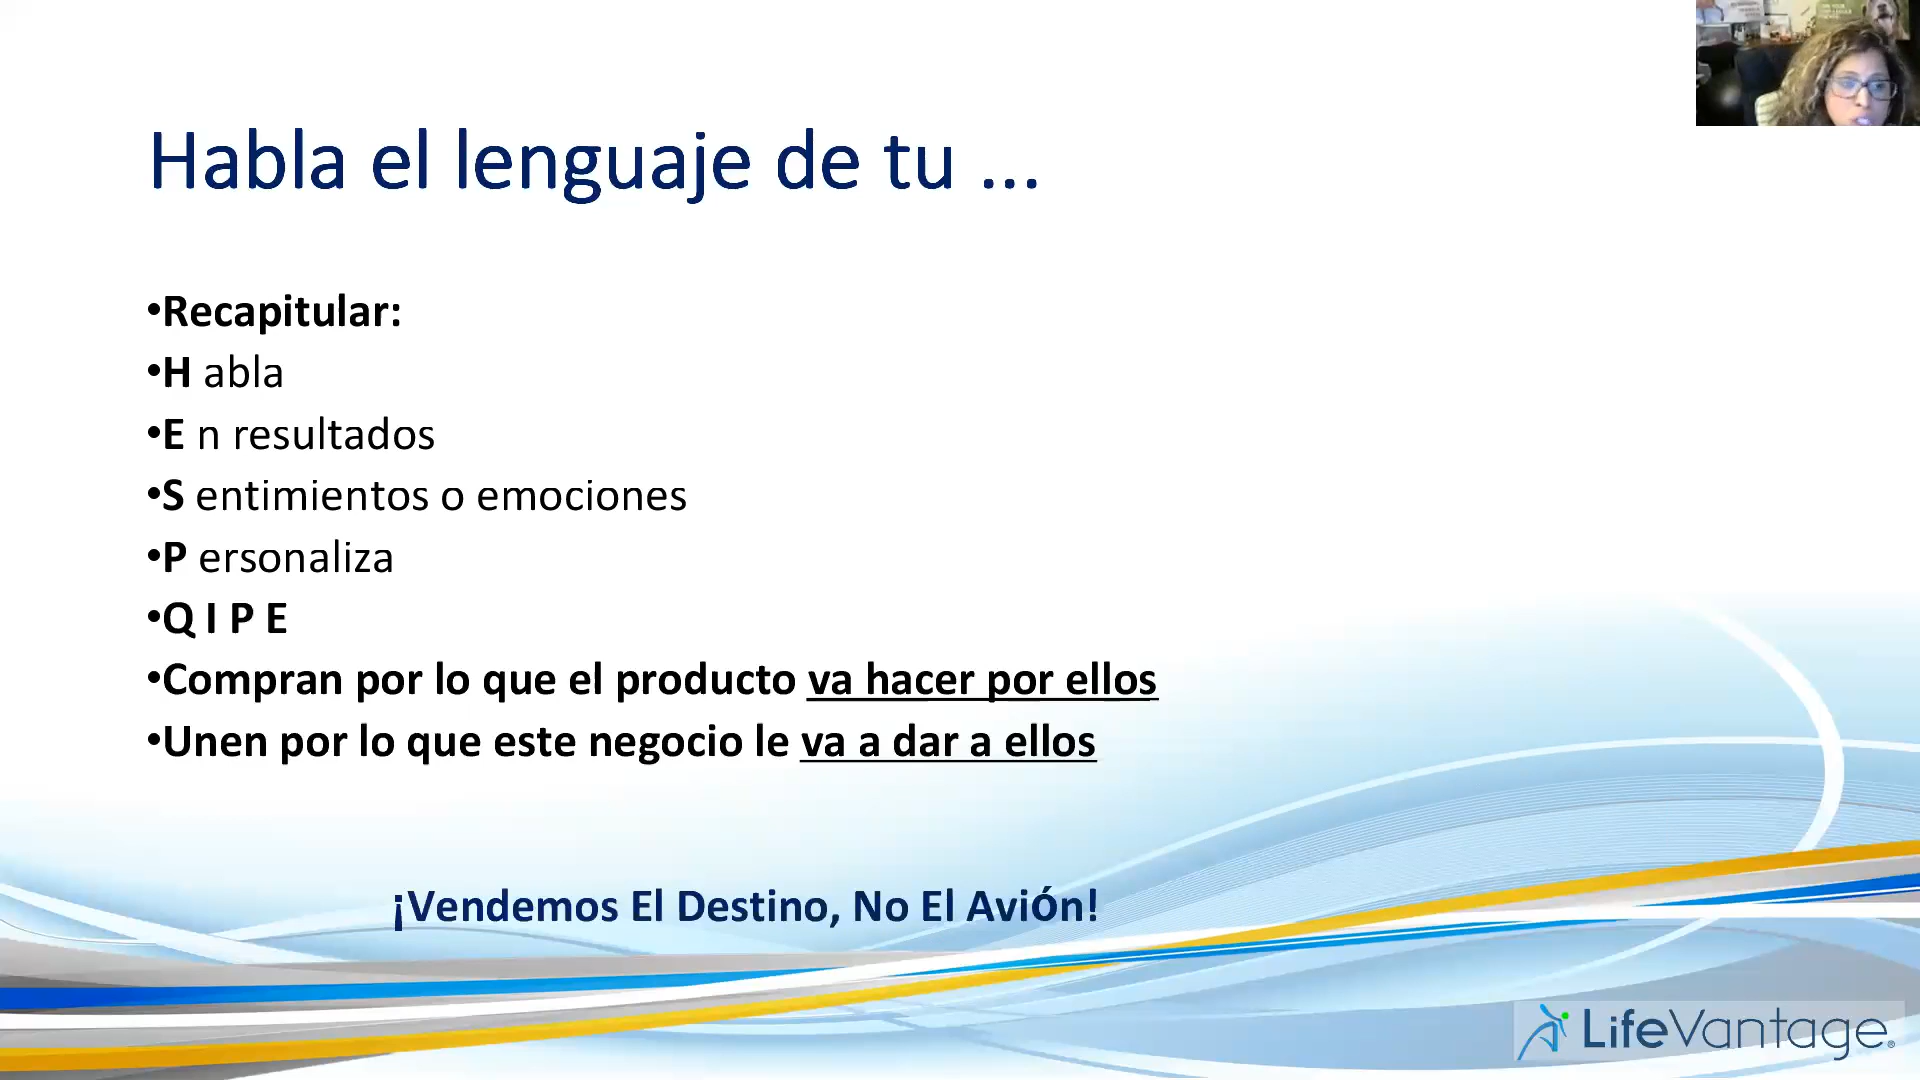 Habla el lenguaje de tu ...
•Recapitular:
•H abla
•E n resultados
•S entimientos o emociones
•P ersonaliza
•Q I P E
•Compran por lo que el producto va hacer por ellos
•Unen por lo que este negocio le va a dar a ellos
¡Vendemos El Destino, No El Avión!
LifeVantage®